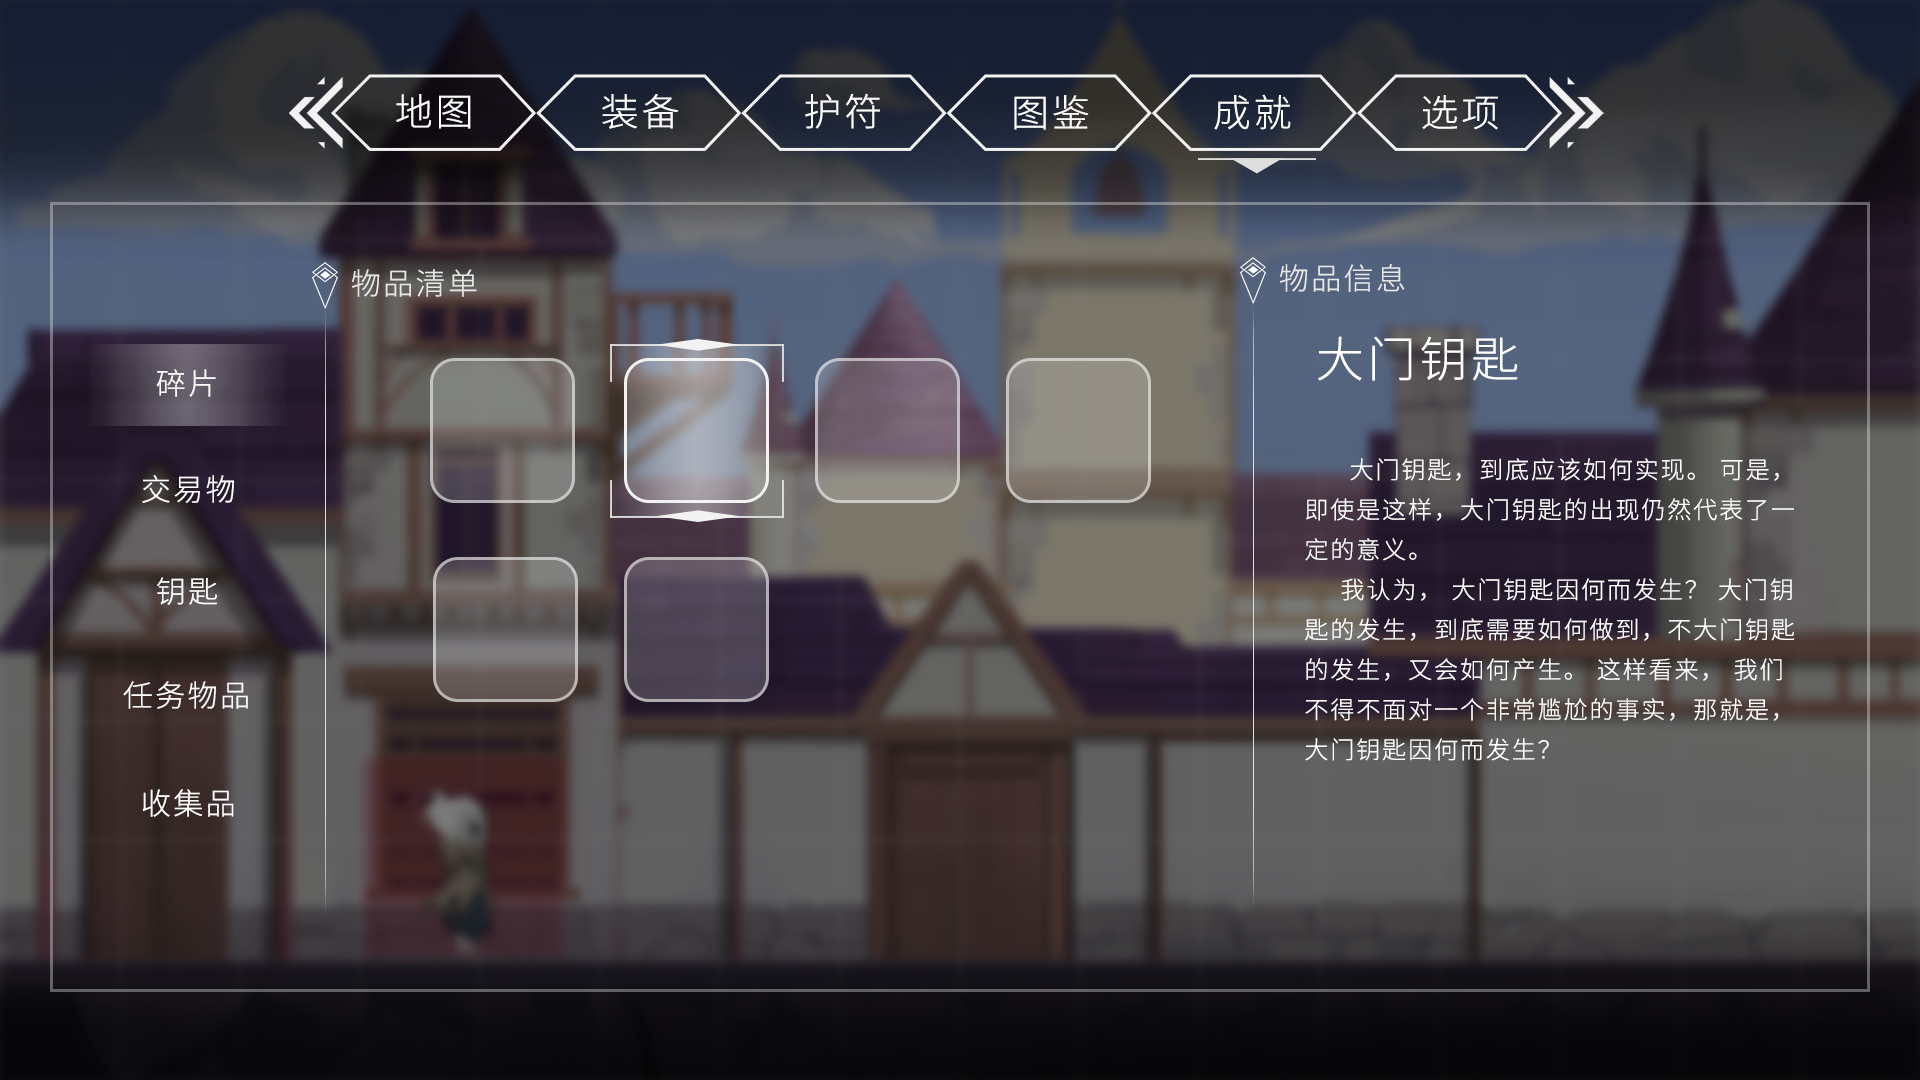 地图
装备
护符
图鉴
成就
选项
物品清单
碎片
交易物
钥匙
任务物品
收集品
物品信息
大门钥匙
大门钥匙，到底应该如何实现。 可是，
即使是这样，大门钥匙的出现仍然代表了一
定的意义。
我认为， 大门钥匙因何而发生？ 大门钥
匙的发生，到底需要如何做到，不大门钥匙
的发生，又会如何产生。 这样看来， 我们
不得不面对一个非常尴尬的事实，那就是，
大门钥匙因何而发生？